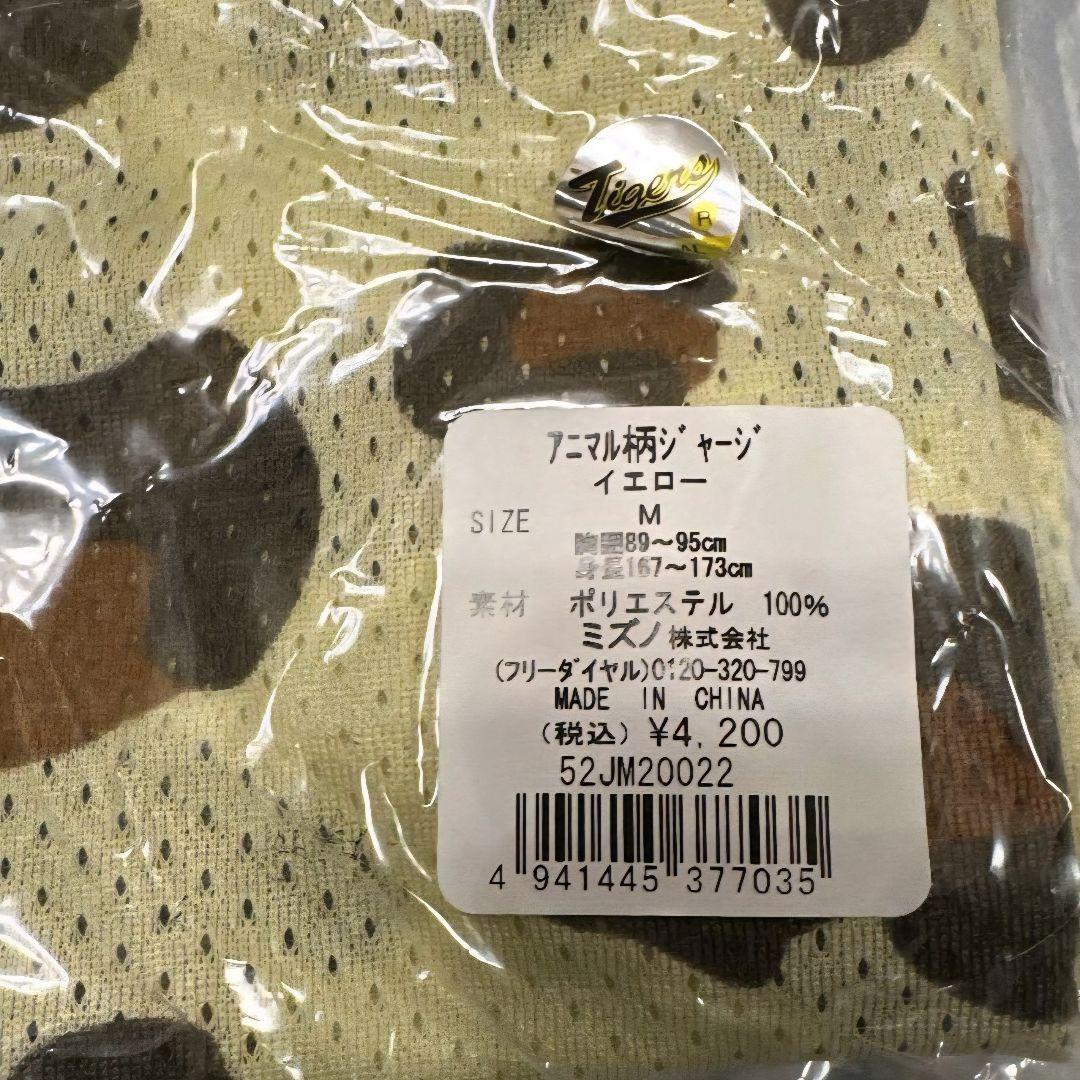 Tigers
R
アニマル柄ジャージ
イエロー
SIZE M
胸囲89～95cm
身長167～173cm
素材 ポリエステル 100%
ミズノ株式会社
(フリーダイヤル)0120-320-799
MADE IN CHINA
(税込)¥4,200
52JM20022
4 941445 377035